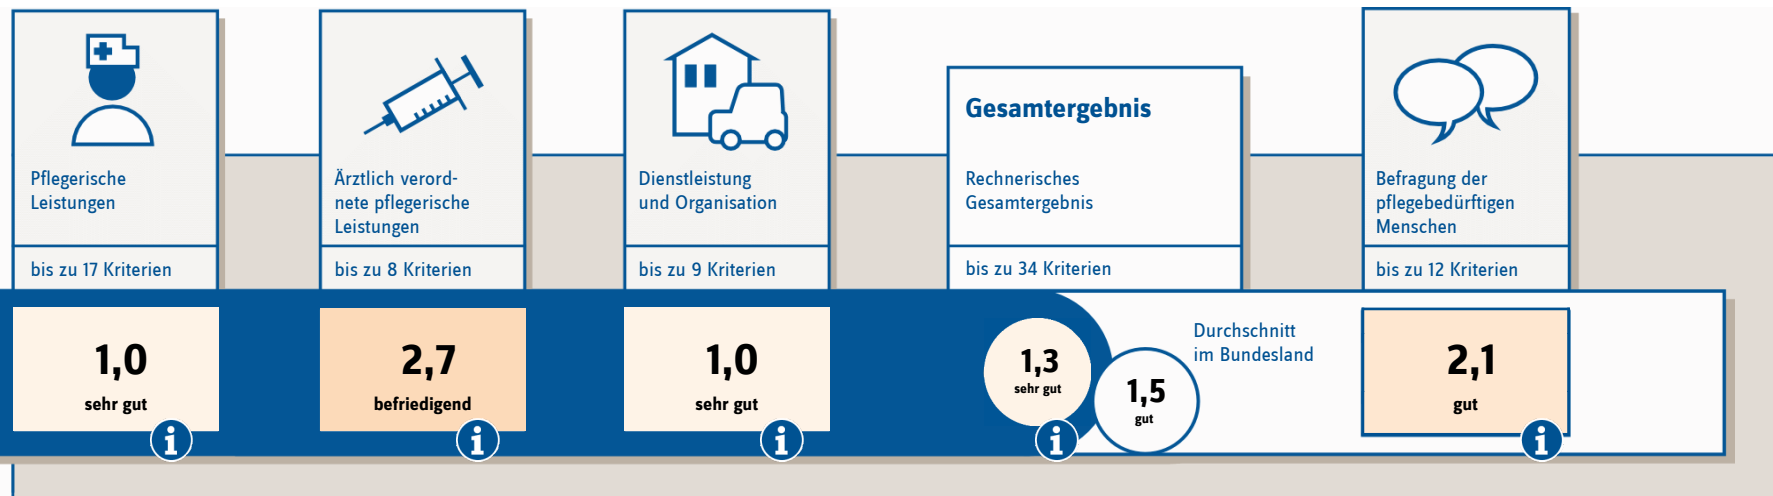 Pflegerische
Leistungen
bis zu 17 Kriterien
1,0
sehr gut
i
Ärztlich verord-
nete pflegerische
Leistungen
bis zu 8 Kriterien
2,7
befriedigend
i
Dienstleistung
und Organisation
bis zu 9 Kriterien
1,0
sehr gut
i
Gesamtergebnis
Rechnerisches
Gesamtergebnis
bis zu 34 Kriterien
1,3
sehr gut
i
Durchschnitt
im Bundesland
1,5
gut
Befragung der
pflegebedürftigen
Menschen
bis zu 12 Kriterien
2,1
gut
i